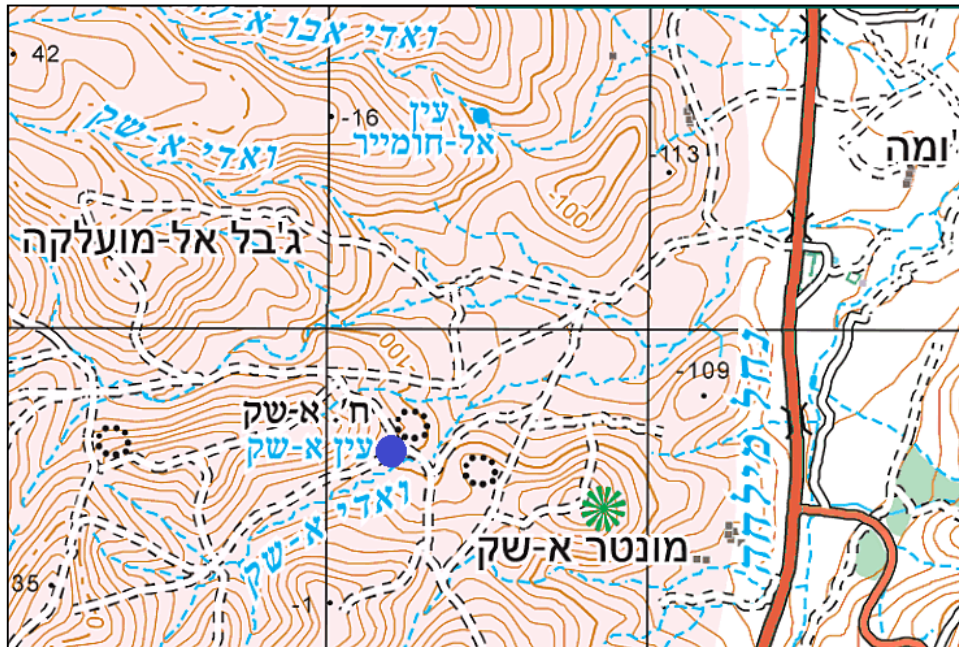 ואדי אבו א-
42
ואדי א-שק
-16
עין
אל-חומייר
-113
'ומה
-100
ג'בל אל-מועלקה
100
-109
ח' א-שק
עין א-שק
ואדי א-שק
נחל מילחה
מונטר א-שק
35
-1
0